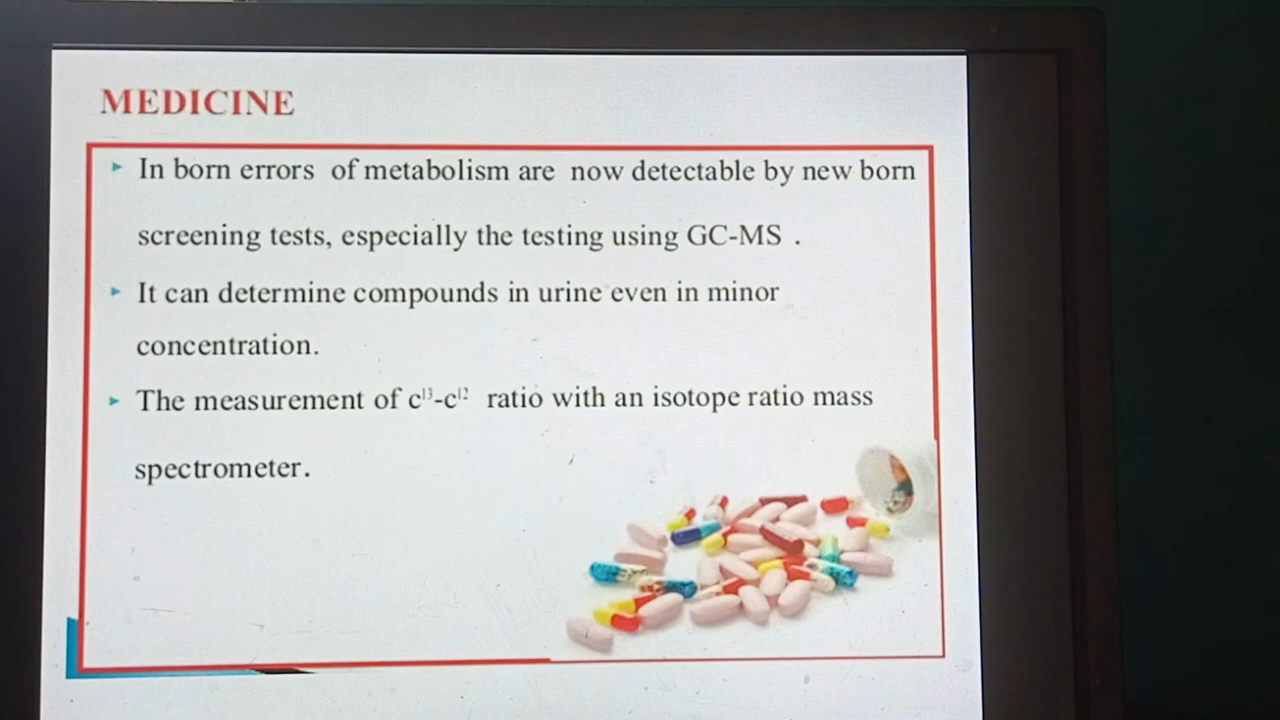 MEDICINE
In born errors of metabolism are now detectable by new born
screening tests, especially the testing using GC-MS .
It can determine compounds in urine even in minor
concentration.
The measurement of c¹³-c¹² ratio with an isotope ratio mass
spectrometer.